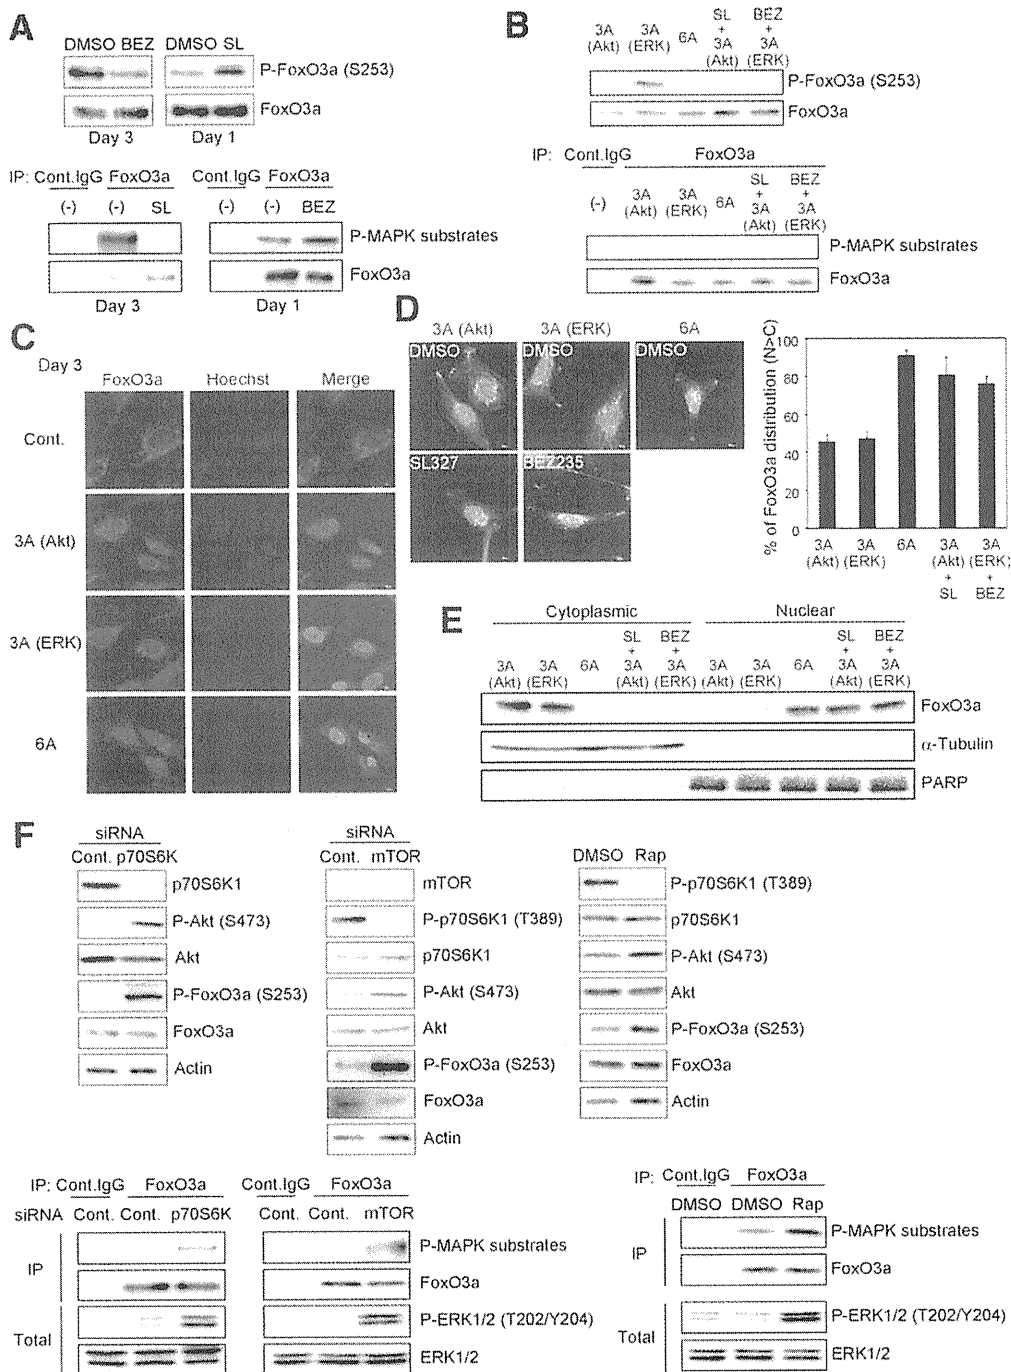 A
DMSO BEZ DMSO SL
P-FoxO3a (S253)
FoxO3a
Day 3 Day 1
IP: Cont.IgG FoxO3a Cont.IgG FoxO3a
(-) (-) SL (-) (-) BEZ
P-MAPK substrates
FoxO3a
Day 3 Day 1
B
3A (Akt) 3A (ERK) 6A SL + 3A (Akt) BEZ + 3A (ERK)
P-FoxO3a (S253)
FoxO3a
IP: Cont.IgG FoxO3a
(-) 3A (Akt) 3A (ERK) 6A SL + 3A (Akt) BEZ + 3A (ERK)
P-MAPK substrates
FoxO3a
C
Day 3
FoxO3a Hoechst Merge
Cont.
3A (Akt)
3A (ERK)
6A
D
3A (Akt) 3A (ERK) 6A
DMSO DMSO DMSO
SL327 BEZ235
% of FoxO3a distribution (N>C)
100
80
60
40
20
0
3A (Akt) 3A (ERK) 6A 3A (Akt) + SL 3A (ERK) + BEZ
E
Cytoplasmic Nuclear
3A (Akt) 3A (ERK) 6A SL + 3A (Akt) BEZ + 3A (ERK) 3A (Akt) 3A (ERK) 6A SL + 3A (Akt) BEZ + 3A (ERK)
FoxO3a
α-Tubulin
PARP
F
siRNA
Cont. p70S6K
p70S6K1
P-Akt (S473)
Akt
P-FoxO3a (S253)
FoxO3a
Actin
siRNA
Cont. mTOR
mTOR
P-p70S6K1 (T389)
p70S6K1
P-Akt (S473)
Akt
P-FoxO3a (S253)
FoxO3a
Actin
DMSO Rap
P-p70S6K1 (T389)
p70S6K1
P-Akt (S473)
Akt
P-FoxO3a (S253)
FoxO3a
Actin
IP: Cont.IgG FoxO3a Cont.IgG FoxO3a
siRNA Cont. Cont. p70S6K Cont. Cont. mTOR
IP
P-MAPK substrates
FoxO3a
Total
P-ERK1/2 (T202/Y204)
ERK1/2
IP: Cont.IgG FoxO3a
DMSO DMSO Rap
IP
P-MAPK substrates
FoxO3a
Total
P-ERK1/2 (T202/Y204)
ERK1/2